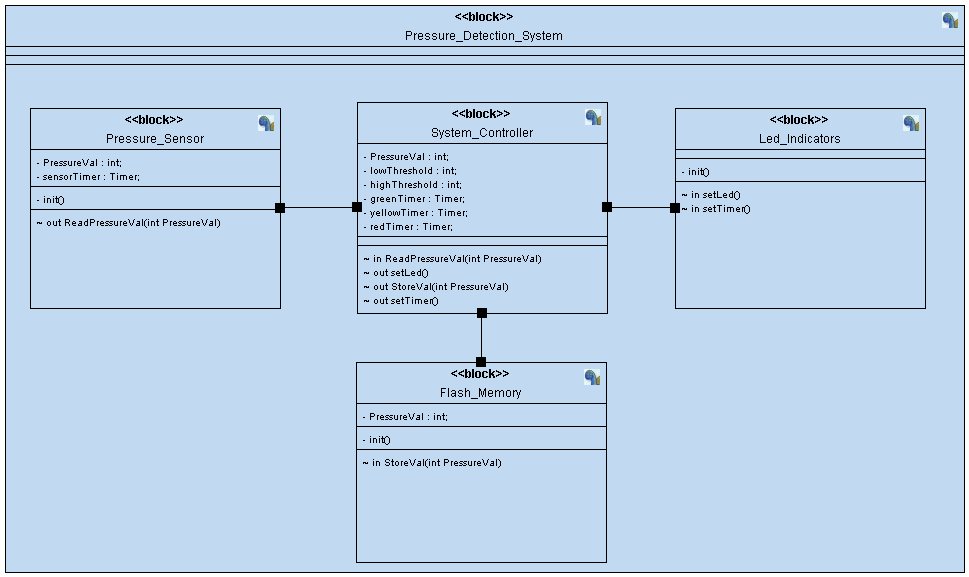 <<block>>
Pressure_Detection_System
<<block>>
Pressure_Sensor
- PressureVal : int;
- sensorTimer : Timer;
- init()
~ out ReadPressureVal(int PressureVal)
<<block>>
System_Controller
- PressureVal : int;
- lowThreshold : int;
- highThreshold : int;
- greenTimer : Timer;
- yellowTimer : Timer;
- redTimer : Timer;
~ in ReadPressureVal(int PressureVal)
~ out setLed()
~ out StoreVal(int PressureVal)
~ out setTimer()
<<block>>
Led_Indicators
- init()
~ in setLed()
~ in setTimer()
<<block>>
Flash_Memory
- PressureVal : int;
- init()
~ in StoreVal(int PressureVal)